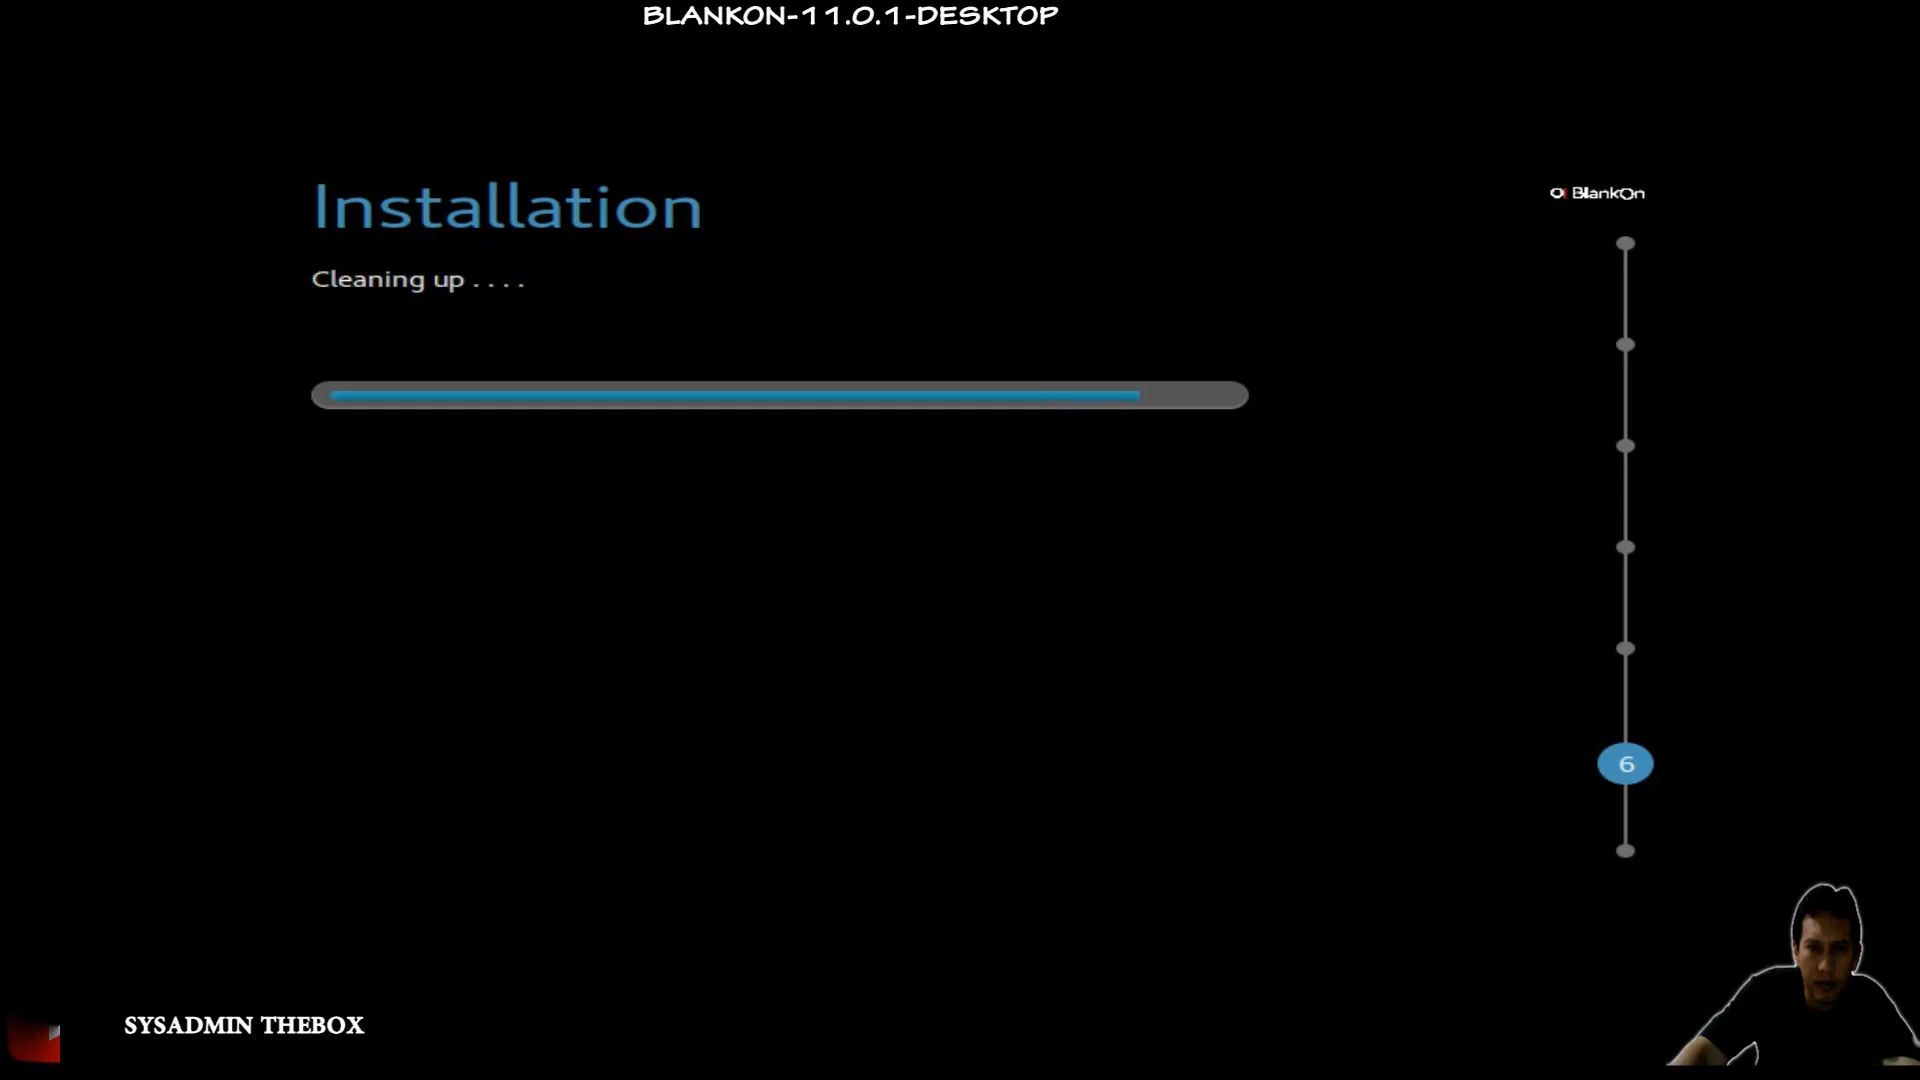 BLANKON-11.0.1-DESKTOP
Installation
BlankOn
Cleaning up . . . .
6
SYSADMIN THEBOX